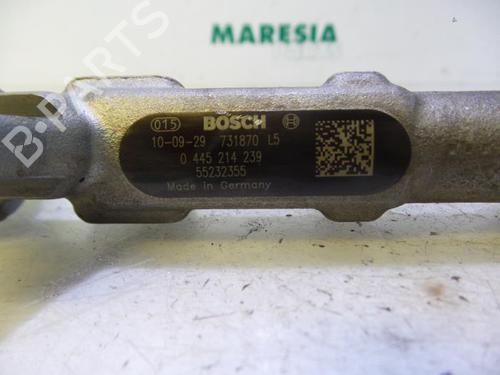 MARESIA
015 BOSCH
10-09-29 731870 L5
0 445 214 239
55232355
Made in Germany
B-PARTS